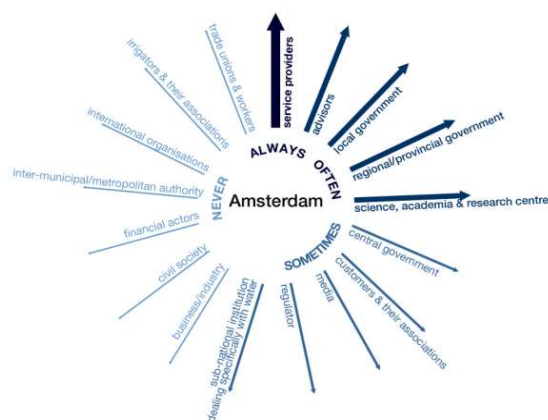 ALWAYS
service providers
OFTEN
advisors
local government
regional/provincial government
science, academia & research centre
SOMETIMES
central government
customers & their associations
media
regulator
sub-national institution
dealing specifically with water
NEVER
business/industry
civil society
financial actors
inter-municipal/metropolitan authority
international organisations
irrigators & their associations
trade unions & workers
Amsterdam